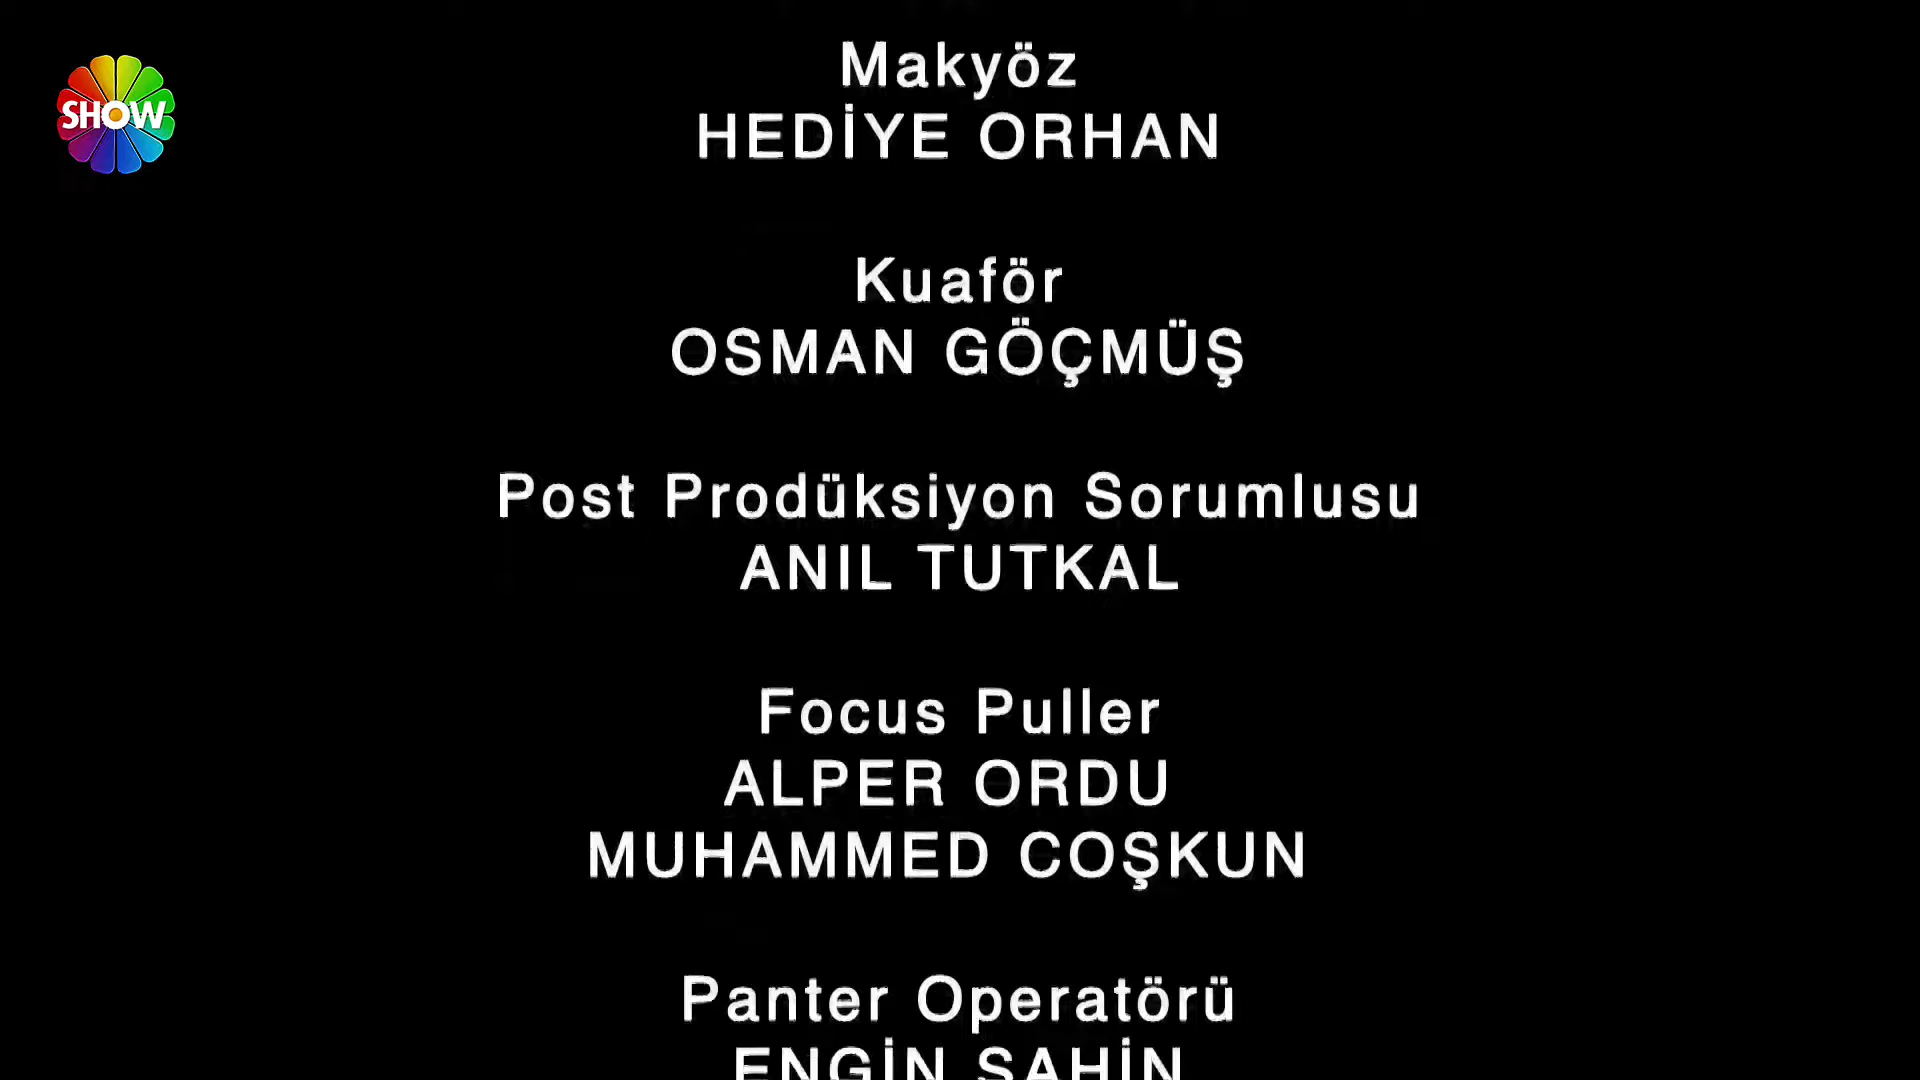 SHOW
Makyöz
HEDİYE ORHAN
Kuaför
OSMAN GÖÇMÜŞ
Post Prodüksiyon Sorumlusu
ANIL TUTKAL
Focus Puller
ALPER ORDU
MUHAMMED COŞKUN
Panter Operatörü
ENGİN